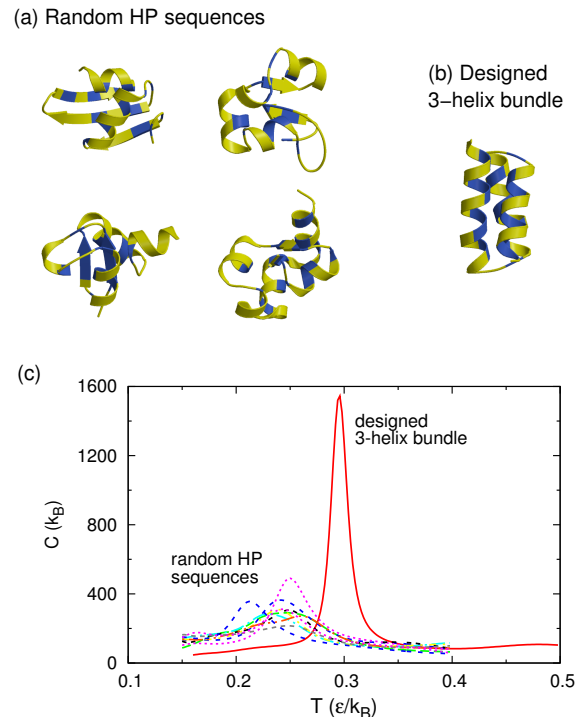 (a) Random HP sequences
(b) Designed
3−helix bundle
(c)
1600
1200
800
400
0
C (k_B)
designed
3-helix bundle
random HP
sequences
0.1 0.2 0.3 0.4 0.5
T (ε/k_B)